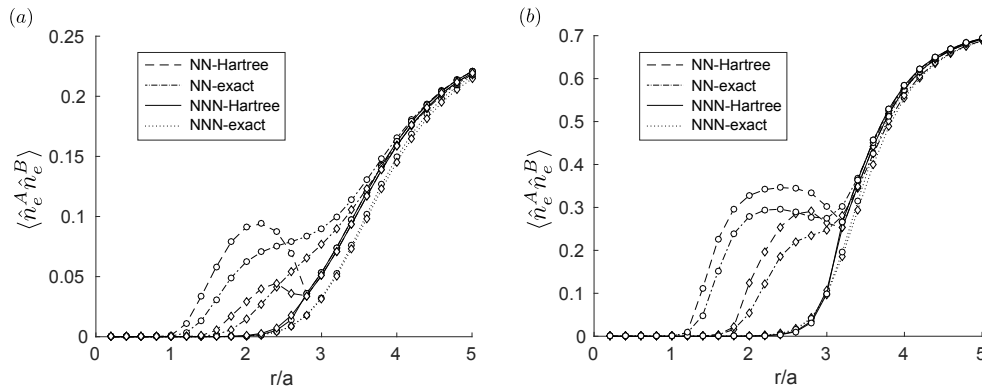 (a)
0.25
0.2
0.15
0.1
0.05
0
⟨n̂ₑᴬ n̂ₑᴮ⟩
NN-Hartree
NN-exact
NNN-Hartree
NNN-exact
0 1 2 3 4 5
r/a
(b)
0.7
0.6
0.5
0.4
0.3
0.2
0.1
0
⟨n̂ₑᴬ n̂ₑᴮ⟩
NN-Hartree
NN-exact
NNN-Hartree
NNN-exact
0 1 2 3 4 5
r/a